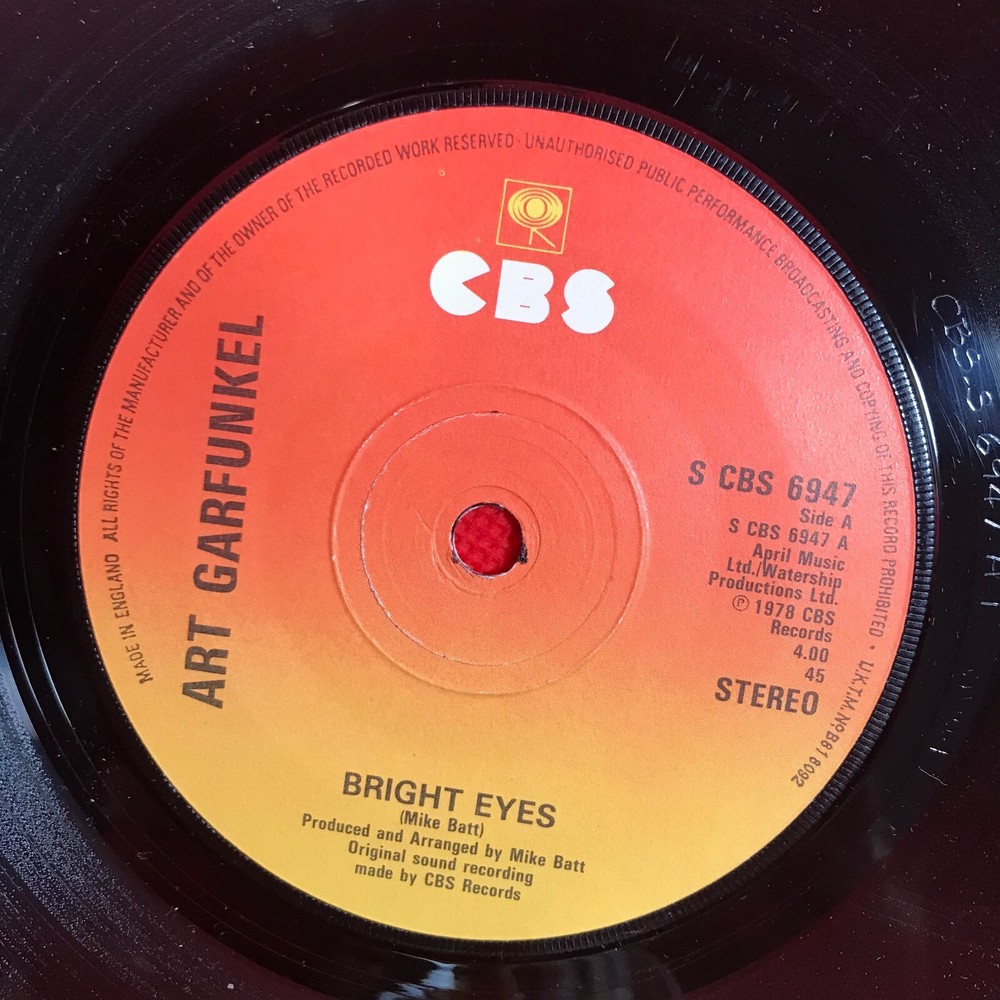 MADE IN ENGLAND ALL RIGHTS OF THE MANUFACTURER AND OF THE OWNER OF THE RECORDED WORK RESERVED · UNAUTHORISED PUBLIC PERFORMANCE BROADCASTING AND COPYING OF THIS RECORD PROHIBITED · U.K.T.M. Nº B818092
CBS
ART GARFUNKEL
S CBS 6947
Side A
S CBS 6947 A
April Music
Ltd./Watership
Productions Ltd.
℗ 1978 CBS
Records
4.00
45
STEREO
BRIGHT EYES
(Mike Batt)
Produced and Arranged by Mike Batt
Original sound recording
made by CBS Records